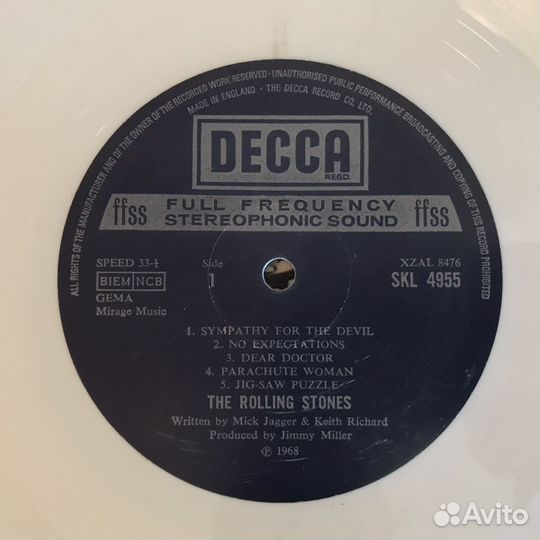 ALL RIGHTS OF THE MANUFACTURER AND OF THE OWNER OF THE RECORDED WORK RESERVED · UNAUTHORISED PUBLIC PERFORMANCE BROADCASTING AND COPYING OF THIS RECORD PROHIBITED
MADE IN ENGLAND · THE DECCA RECORD CO. LTD.
DECCA
REGD.
ffss FULL FREQUENCY ffss
STEREOPHONIC SOUND
SPEED 33-⅓ Side XZAL 8476
BIEM NCB 1 SKL 4955
GEMA
Mirage Music
1. SYMPATHY FOR THE DEVIL
2. NO EXPECTATIONS
3. DEAR DOCTOR
4. PARACHUTE WOMAN
5. JIG-SAW PUZZLE
THE ROLLING STONES
Written by Mick Jagger & Keith Richard
Produced by Jimmy Miller
℗ 1968
Avito